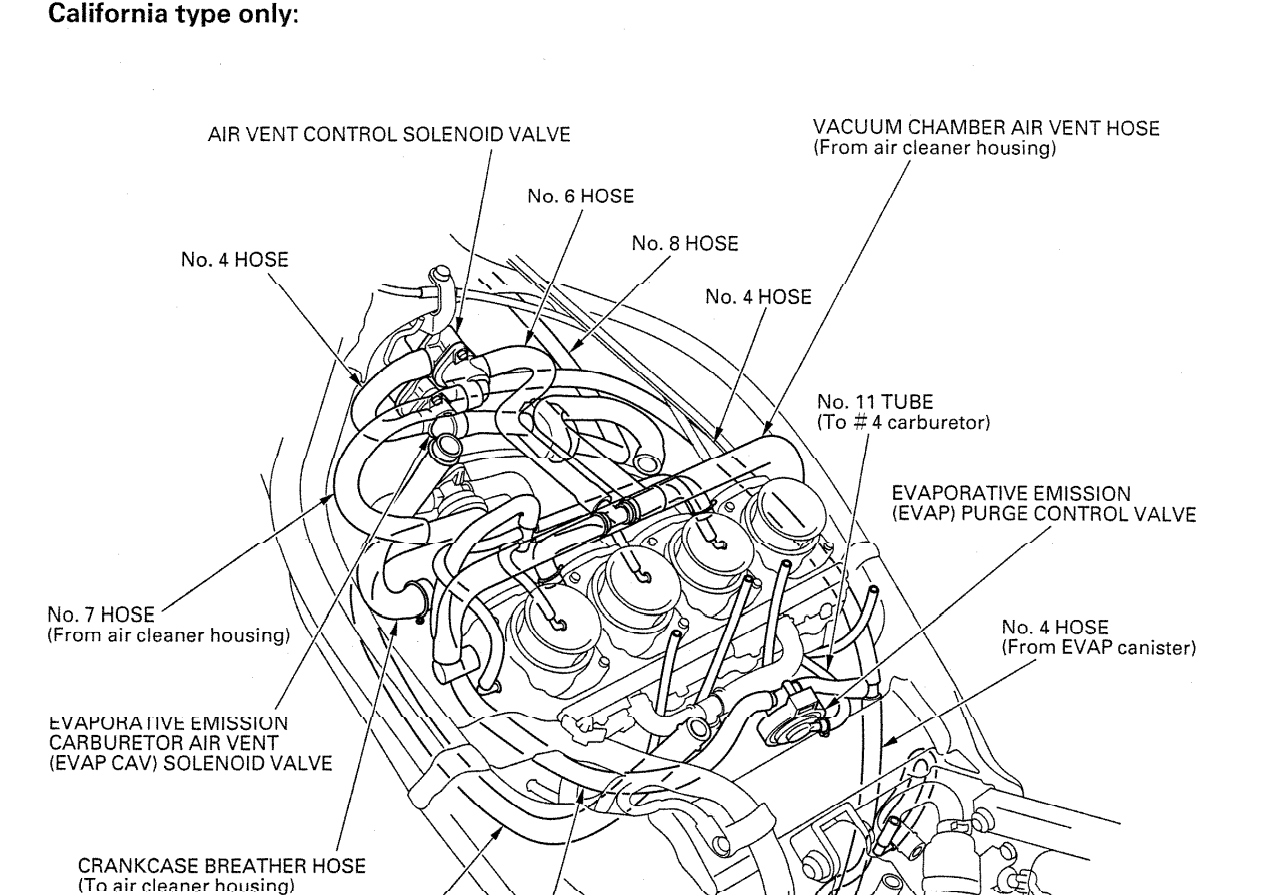 California type only:
AIR VENT CONTROL SOLENOID VALVE
VACUUM CHAMBER AIR VENT HOSE
(From air cleaner housing)
No. 6 HOSE
No. 8 HOSE
No. 4 HOSE
No. 4 HOSE
No. 11 TUBE
(To #4 carburetor)
EVAPORATIVE EMISSION
(EVAP) PURGE CONTROL VALVE
No. 7 HOSE
(From air cleaner housing)
No. 4 HOSE
(From EVAP canister)
EVAPORATIVE EMISSION
CARBURETOR AIR VENT
(EVAP CAV) SOLENOID VALVE
CRANKCASE BREATHER HOSE
(To air cleaner housing)